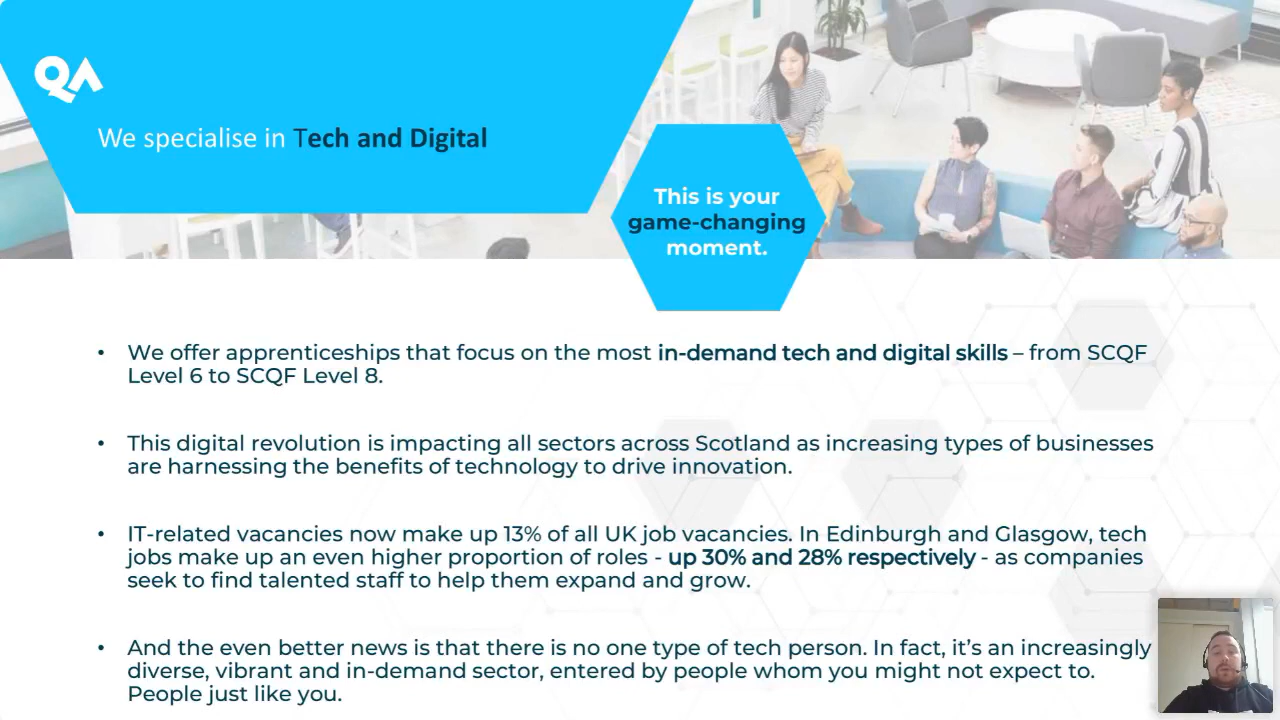 QA
We specialise in Tech and Digital
This is your
game-changing
moment.
• We offer apprenticeships that focus on the most in-demand tech and digital skills – from SCQF
Level 6 to SCQF Level 8.
• This digital revolution is impacting all sectors across Scotland as increasing types of businesses
are harnessing the benefits of technology to drive innovation.
• IT-related vacancies now make up 13% of all UK job vacancies. In Edinburgh and Glasgow, tech
jobs make up an even higher proportion of roles - up 30% and 28% respectively - as companies
seek to find talented staff to help them expand and grow.
• And the even better news is that there is no one type of tech person. In fact, it’s an increasingly
diverse, vibrant and in-demand sector, entered by people whom you might not expect to.
People just like you.